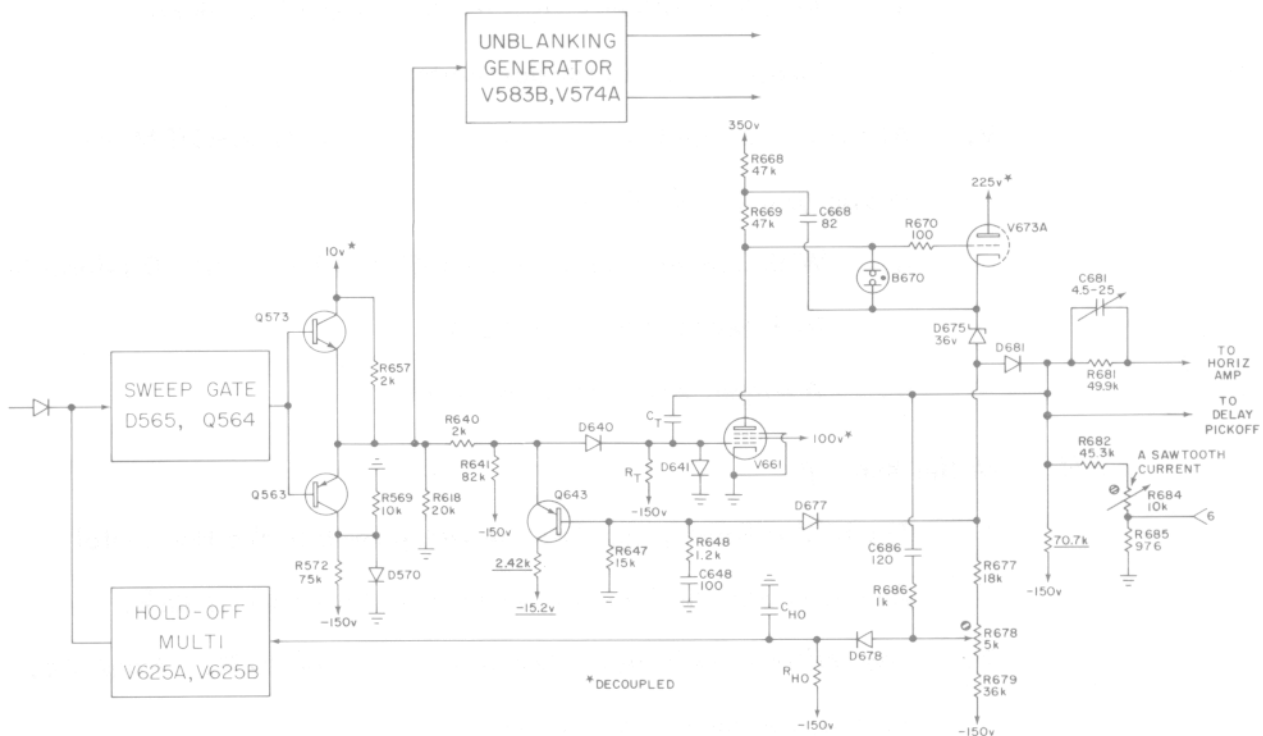 UNBLANKING
GENERATOR
V583B, V574A
350v
R668
47k
R669
47k
C668
82
225v*
R670
100
V673A
*
B670
C681
4.5-25
10v*
Q573
R657
2k
D675
36v
D681
R681
49.9k
TO
HORIZ
AMP
SWEEP GATE
D565, Q564
R640
2k
D640
CT
100v*
V661
TO
DELAY
PICKOFF
R641
82k
RT
D641
-150v
R682
45.3k
A SAWTOOTH
CURRENT
Q563
R569
10k
R618
20k
-150v
Q643
D677
R684
10k
6
R572
75k
D570
2.42k
R647
15k
R648
1.2k
C648
100
C686
120
R677
18k
70.7k
R685
976
-150v
-15.2v
-150v
R686
1k
-150v
HOLD-OFF
MULTI
V625A, V625B
CHO
R678
5k
D678
RHO
R679
36k
*DECOUPLED
-150v
-150v